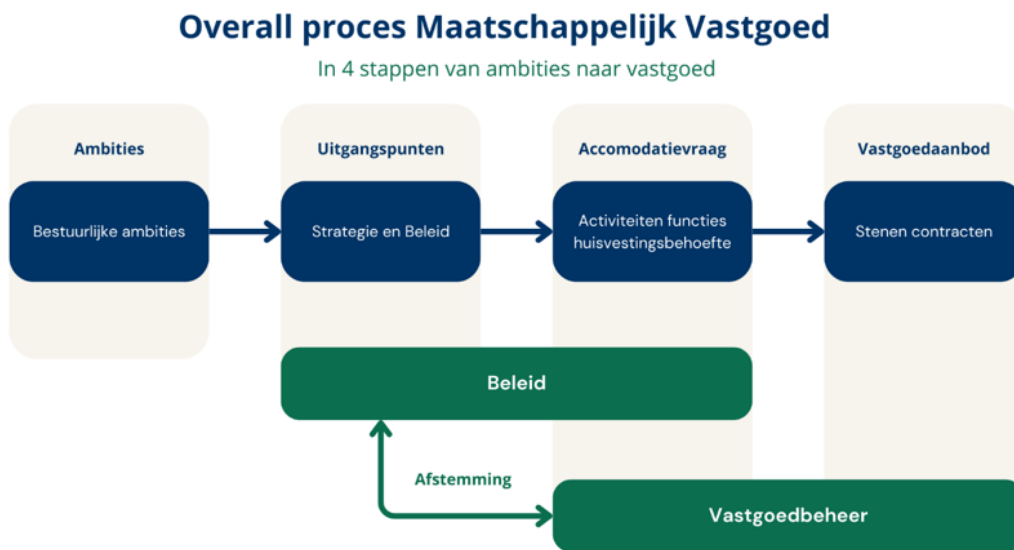 Overall proces Maatschappelijk Vastgoed
In 4 stappen van ambities naar vastgoed
Ambities
Uitgangspunten
Accomodatievraag
Vastgoedaanbod
Bestuurlijke ambities
Strategie en Beleid
Activiteiten functies
huisvestingsbehoefte
Stenen contracten
Beleid
Afstemming
Vastgoedbeheer